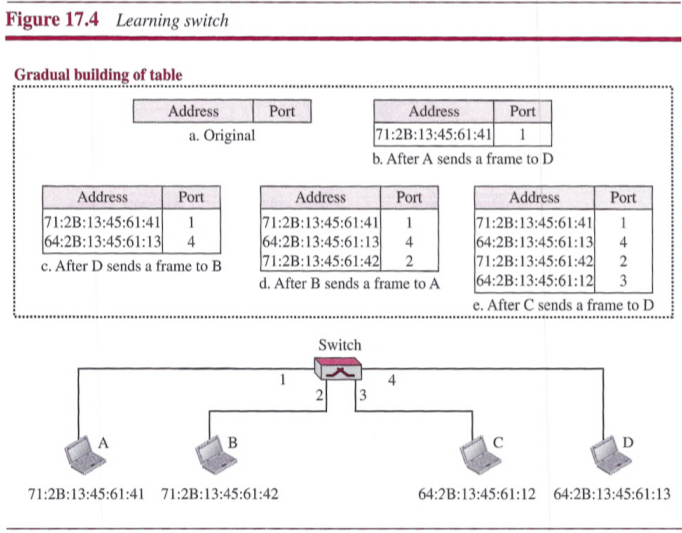 Figure 17.4 Learning switch
Gradual building of table
Address Port
a. Original
Address Port
71:2B:13:45:61:41 1
b. After A sends a frame to D
Address Port
71:2B:13:45:61:41 1
64:2B:13:45:61:13 4
c. After D sends a frame to B
Address Port
71:2B:13:45:61:41 1
64:2B:13:45:61:13 4
71:2B:13:45:61:42 2
d. After B sends a frame to A
Address Port
71:2B:13:45:61:41 1
64:2B:13:45:61:13 4
71:2B:13:45:61:42 2
64:2B:13:45:61:12 3
e. After C sends a frame to D
Switch
1 4
2 3
A B C D
71:2B:13:45:61:41 71:2B:13:45:61:42 64:2B:13:45:61:12 64:2B:13:45:61:13